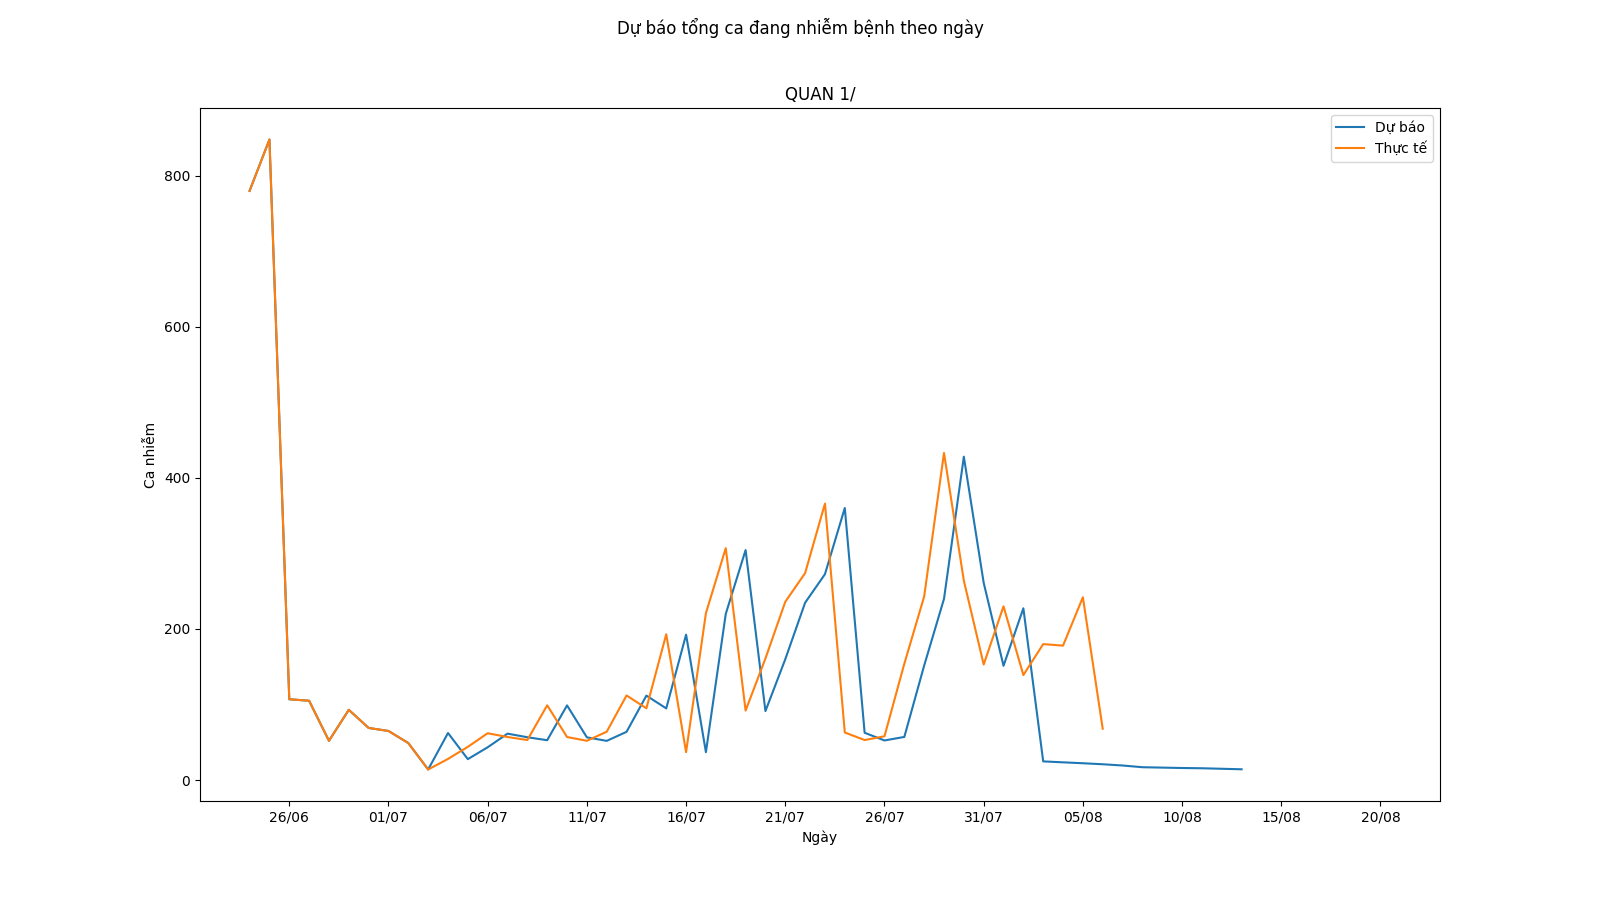 Dự báo tổng ca đang nhiễm bệnh theo ngày
QUAN 1/
Dự báo
Thực tế
800
600
400
200
0
Ca nhiễm
26/06 01/07 06/07 11/07 16/07 21/07 26/07 31/07 05/08 10/08 15/08 20/08
Ngày